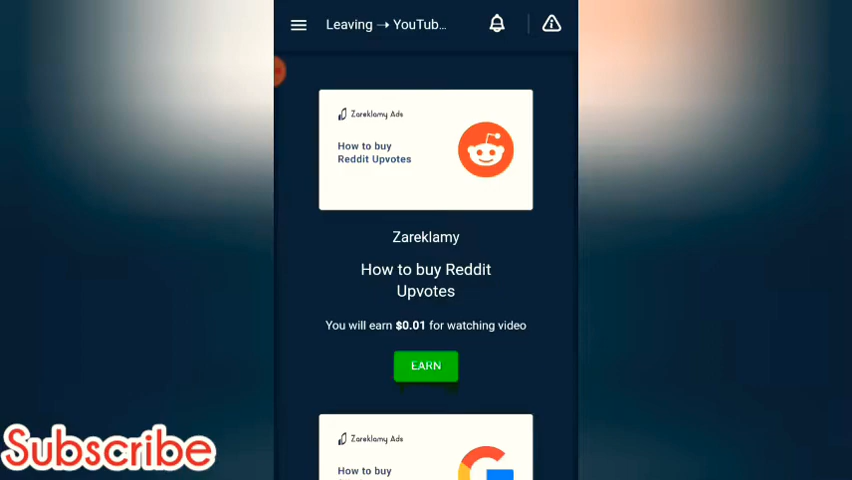 Leaving → YouTub...
Zareklamy Ads
How to buy
Reddit Upvotes
Zareklamy
How to buy Reddit
Upvotes
You will earn $0.01 for watching video
EARN
Zareklamy Ads
How to buy
Subscribe